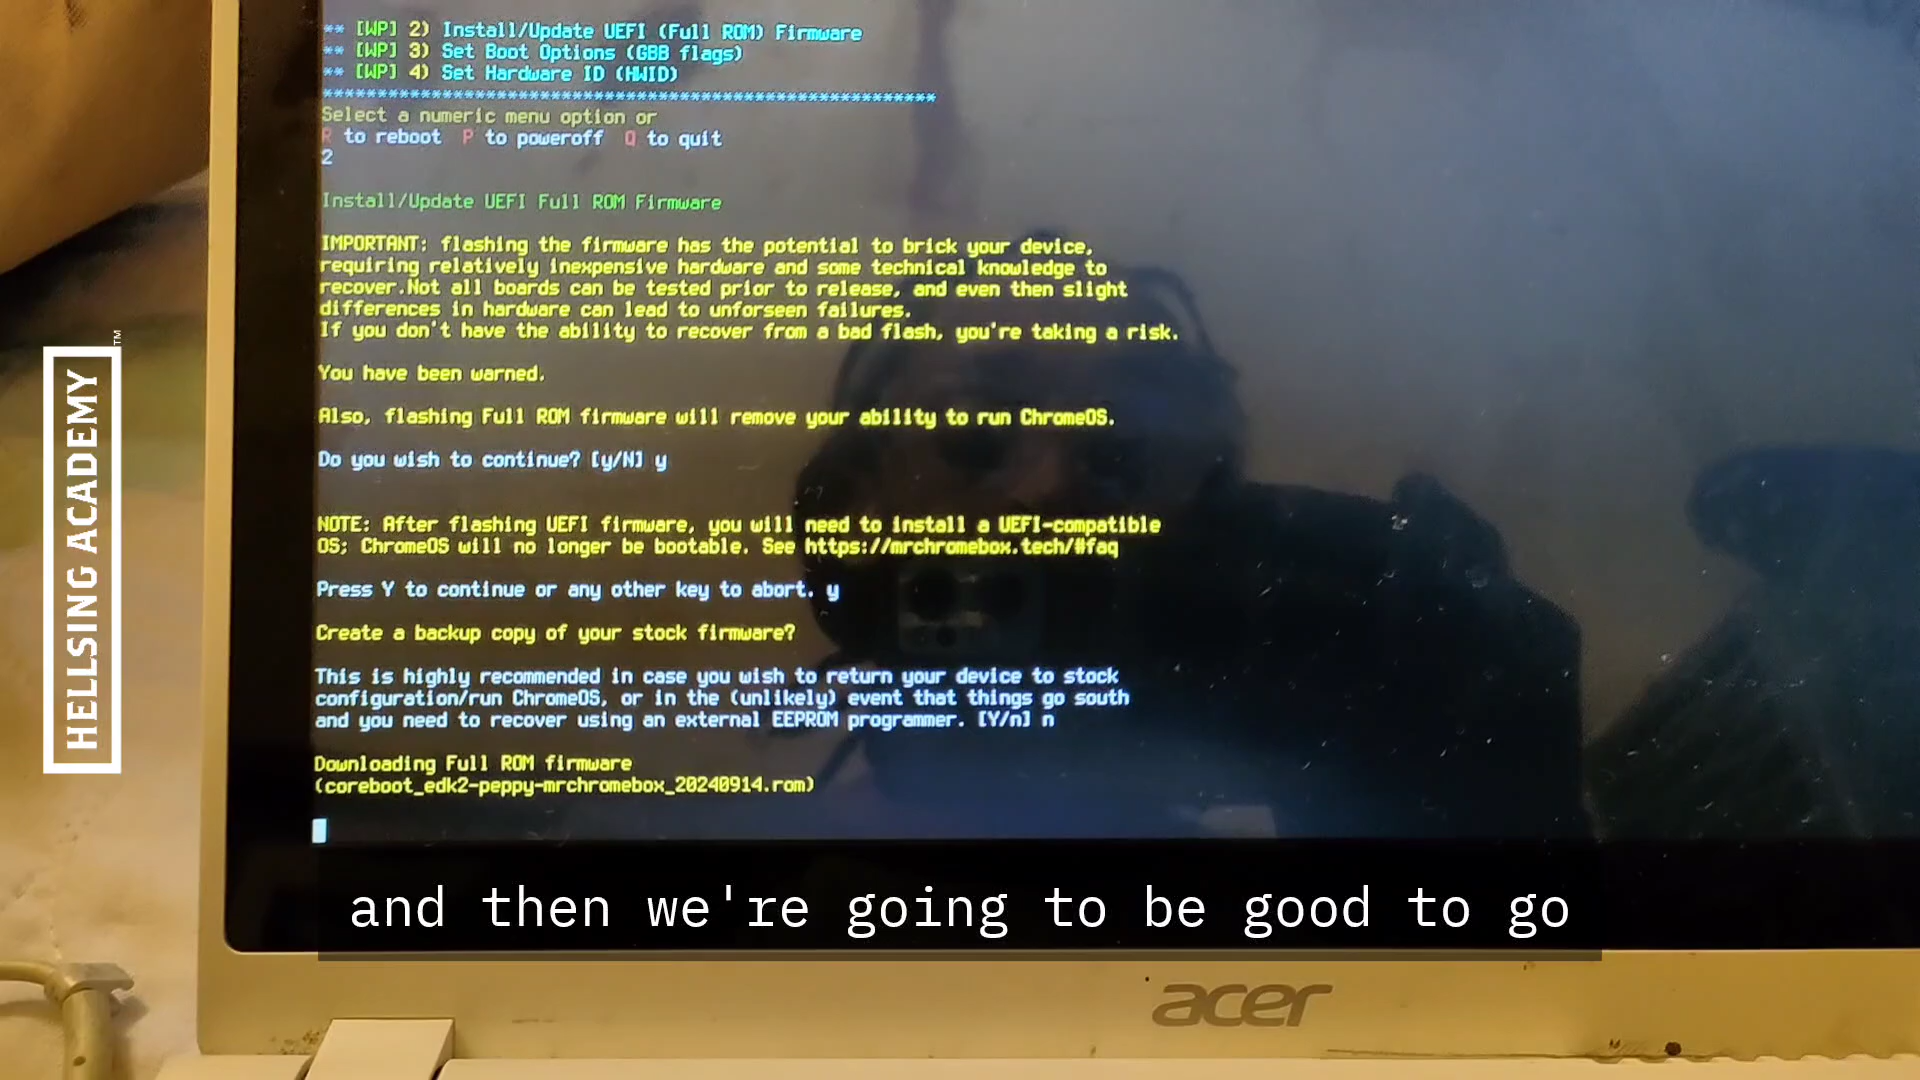 ** [WP] 2) Install/Update UEFI (Full ROM) Firmware
** [WP] 3) Set Boot Options (GBB flags)
** [WP] 4) Set Hardware ID (HWID)
*********************************************************
Select a numeric menu option or
R to reboot P to poweroff Q to quit
2
Install/Update UEFI Full ROM Firmware
IMPORTANT: flashing the firmware has the potential to brick your device,
requiring relatively inexpensive hardware and some technical knowledge to
recover.Not all boards can be tested prior to release, and even then slight
differences in hardware can lead to unforseen failures.
If you don't have the ability to recover from a bad flash, you're taking a risk.
You have been warned.
Also, flashing Full ROM firmware will remove your ability to run ChromeOS.
Do you wish to continue? [y/N] y
NOTE: After flashing UEFI firmware, you will need to install a UEFI-compatible
OS; ChromeOS will no longer be bootable. See https://mrchromebox.tech/#faq
Press Y to continue or any other key to abort. y
Create a backup copy of your stock firmware?
This is highly recommended in case you wish to return your device to stock
configuration/run ChromeOS, or in the (unlikely) event that things go south
and you need to recover using an external EEPROM programmer. [Y/n] n
Downloading Full ROM firmware
(coreboot_edk2-peppy-mrchromebox_20240914.rom)
HELLSING ACADEMY™
and then we're going to be good to go
acer